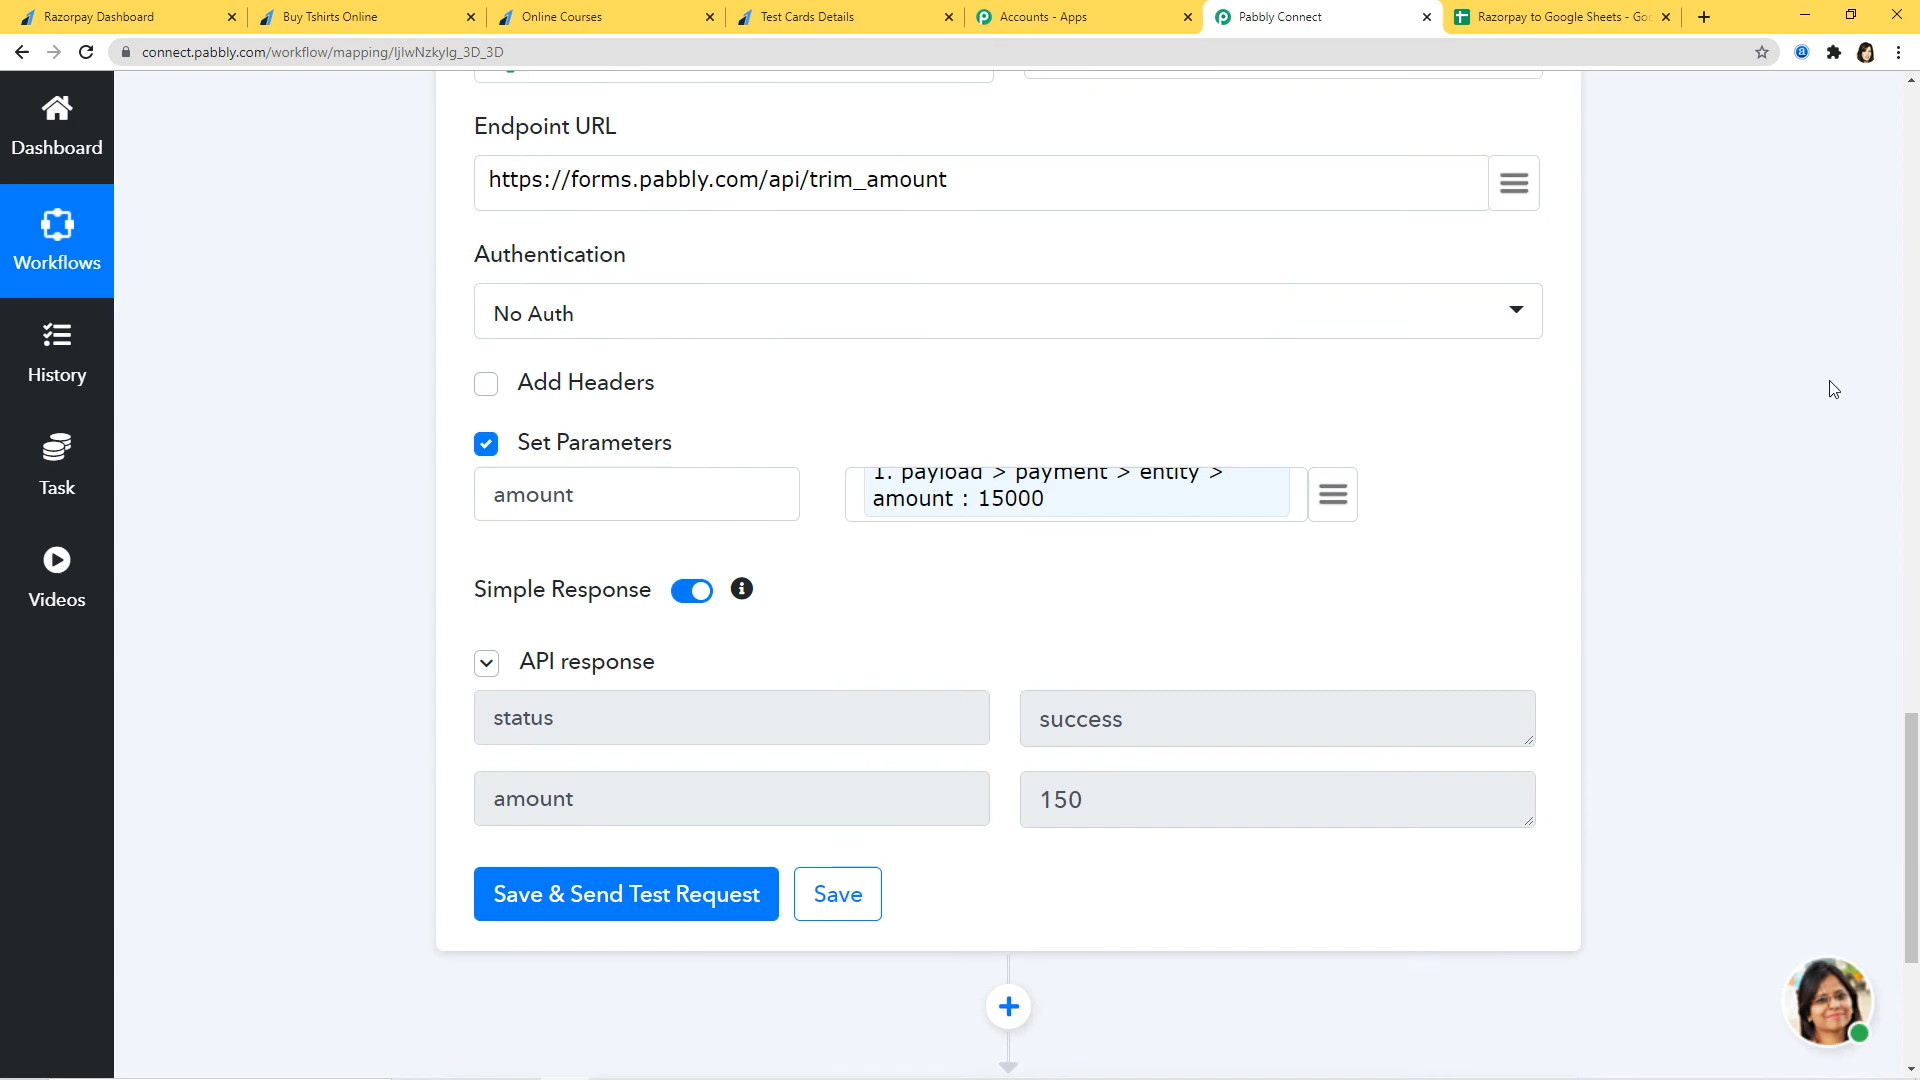 Razorpay Dashboard
Buy Tshirts Online
Online Courses
Test Cards Details
Accounts - Apps
Pabbly Connect
Razorpay to Google Sheets - Goo
connect.pabbly.com/workflow/mapping/IjIwNzkyIg_3D_3D
Dashboard
Workflows
History
Task
Videos
Endpoint URL
https://forms.pabbly.com/api/trim_amount
Authentication
No Auth
Add Headers
Set Parameters
amount
1. payload > payment > entity >
amount : 15000
Simple Response
API response
status
success
amount
150
Save & Send Test Request
Save